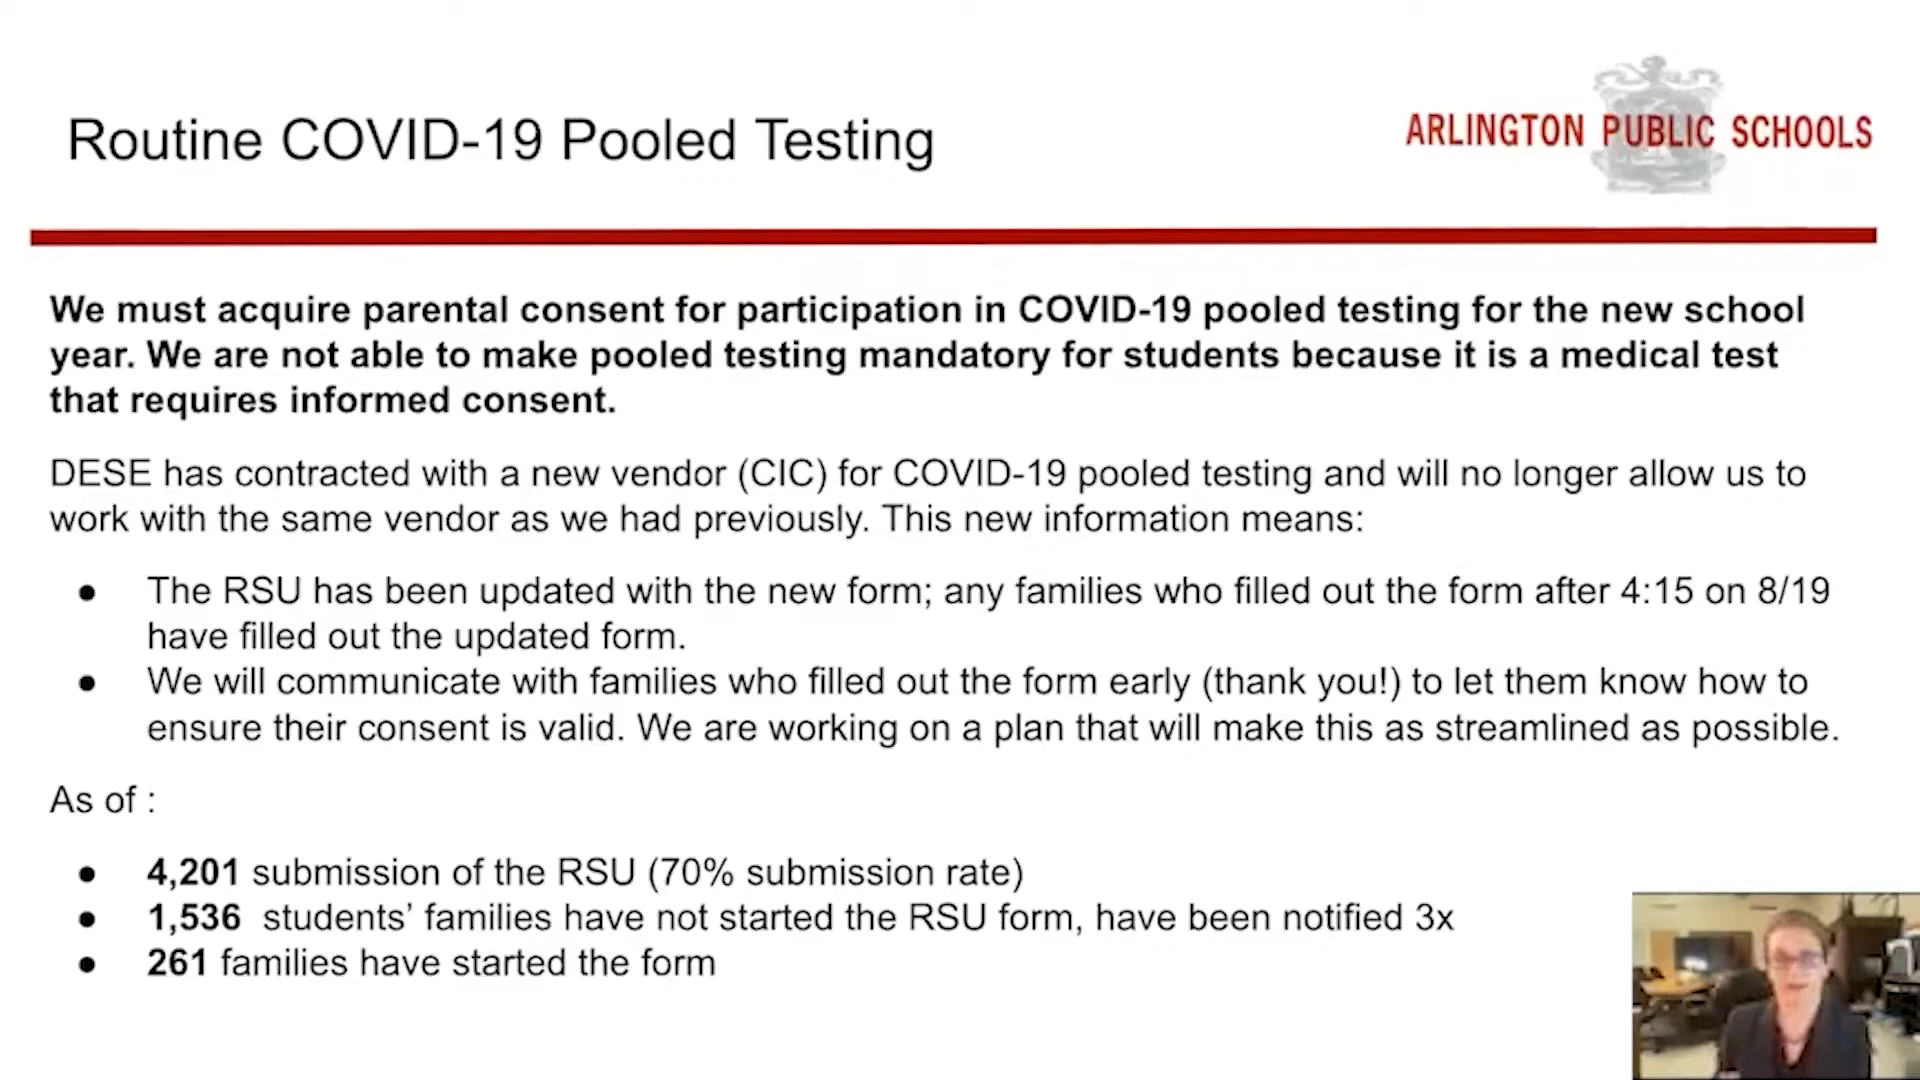 Routine COVID-19 Pooled Testing
ARLINGTON PUBLIC SCHOOLS
We must acquire parental consent for participation in COVID-19 pooled testing for the new school
year. We are not able to make pooled testing mandatory for students because it is a medical test
that requires informed consent.
DESE has contracted with a new vendor (CIC) for COVID-19 pooled testing and will no longer allow us to
work with the same vendor as we had previously. This new information means:
● The RSU has been updated with the new form; any families who filled out the form after 4:15 on 8/19
have filled out the updated form.
● We will communicate with families who filled out the form early (thank you!) to let them know how to
ensure their consent is valid. We are working on a plan that will make this as streamlined as possible.
As of :
● 4,201 submission of the RSU (70% submission rate)
● 1,536 students’ families have not started the RSU form, have been notified 3x
● 261 families have started the form